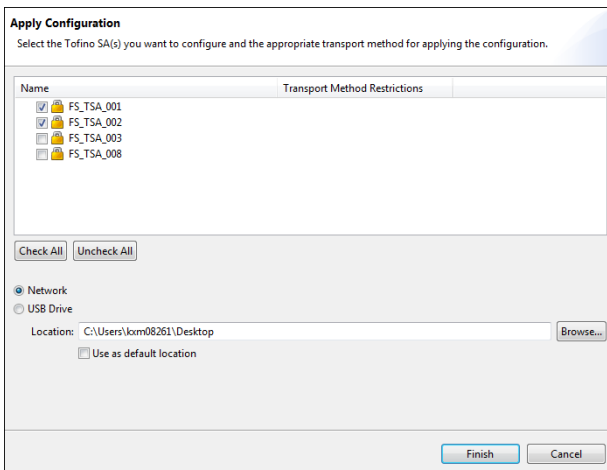 Apply Configuration
Select the Tofino SA(s) you want to configure and the appropriate transport method for applying the configuration.
Name Transport Method Restrictions
FS_TSA_001
FS_TSA_002
FS_TSA_003
FS_TSA_008
Check All Uncheck All
Network
USB Drive
Location: C:\Users\kxm08261\Desktop Browse...
Use as default location
Finish Cancel